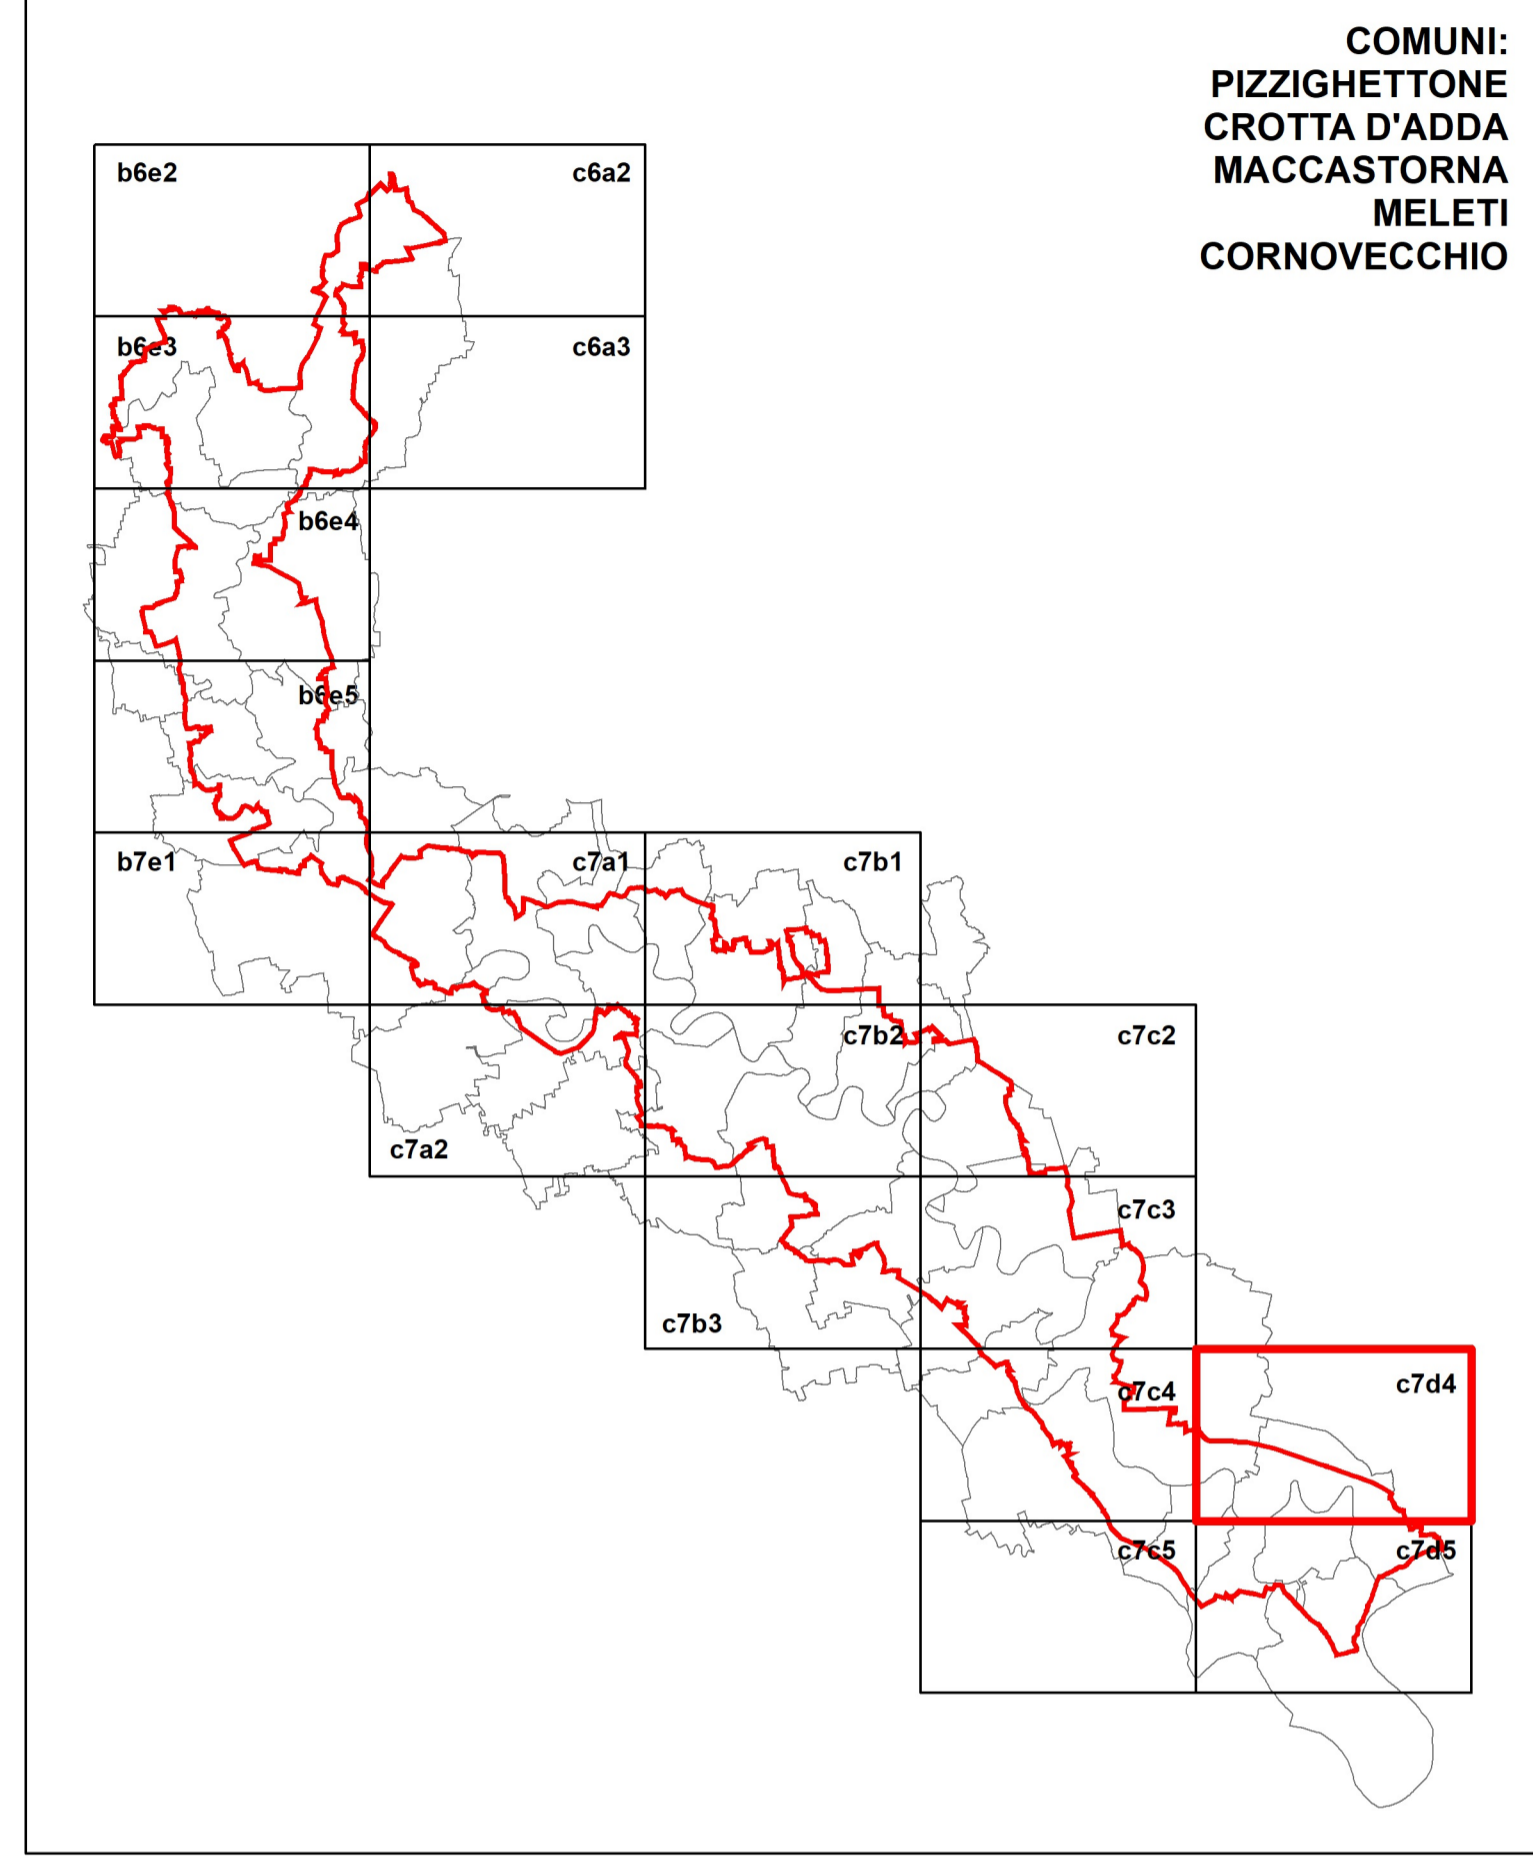 COMUNI:
PIZZIGHETTONE
CROTTA D'ADDA
MACCASTORNA
MELETI
CORNOVECCHIO
b6e2
c6a2
b6e3
c6a3
b6e4
b6e5
b7e1
c7a1
c7b1
c7b2
c7c2
c7a2
c7c3
c7b3
c7c4
c7d4
c7c5
c7d5